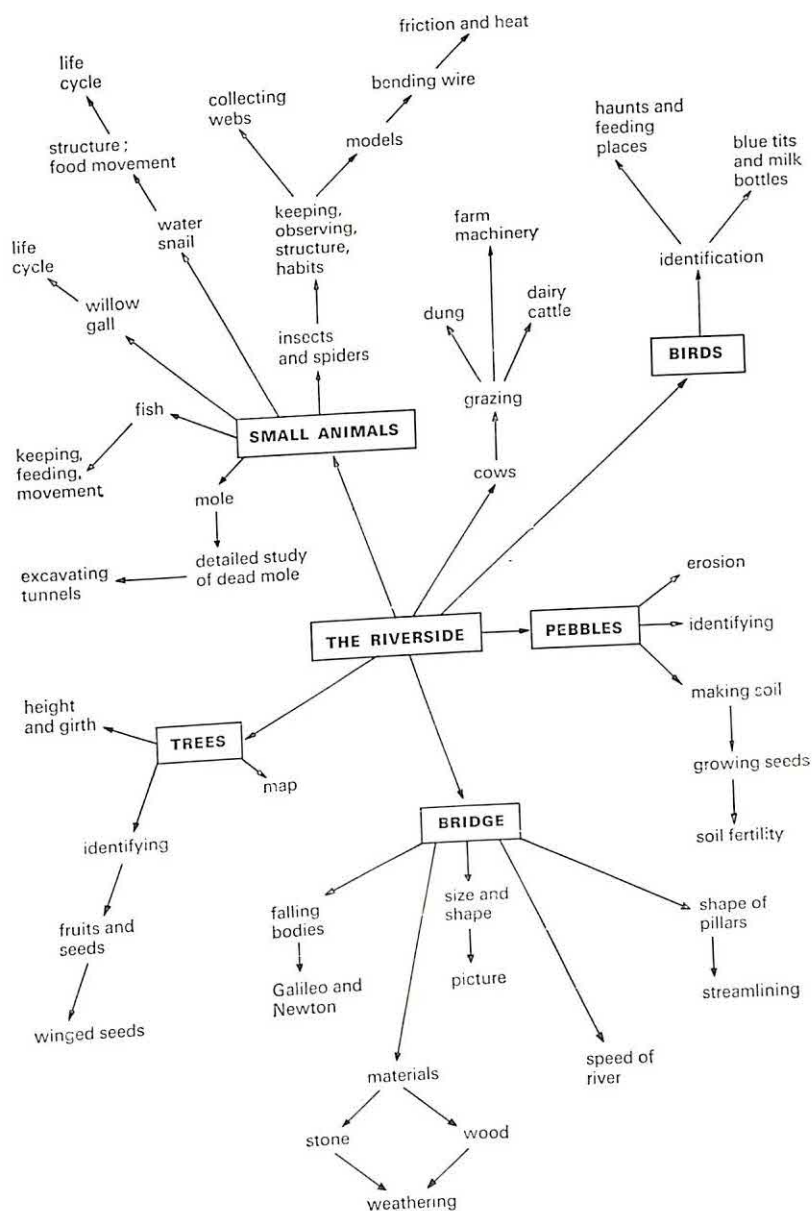 friction and heat
life
cycle
bending wire
collecting
webs
haunts and
feeding
places
models
blue tits
and milk
bottles
structure;
food movement
keeping,
observing,
structure,
habits
farm
machinery
water
snail
life
cycle
identification
willow
gall
dung
dairy
cattle
insects
and spiders
BIRDS
grazing
fish
SMALL ANIMALS
keeping,
feeding,
movement
cows
mole
detailed study
of dead mole
excavating
tunnels
erosion
THE RIVERSIDE
PEBBLES
identifying
making soil
height
and girth
TREES
map
growing seeds
BRIDGE
soil fertility
identifying
size and
shape
falling
bodies
shape of
pillars
fruits and
seeds
picture
Galileo and
Newton
streamlining
winged seeds
speed of
river
materials
stone
wood
weathering